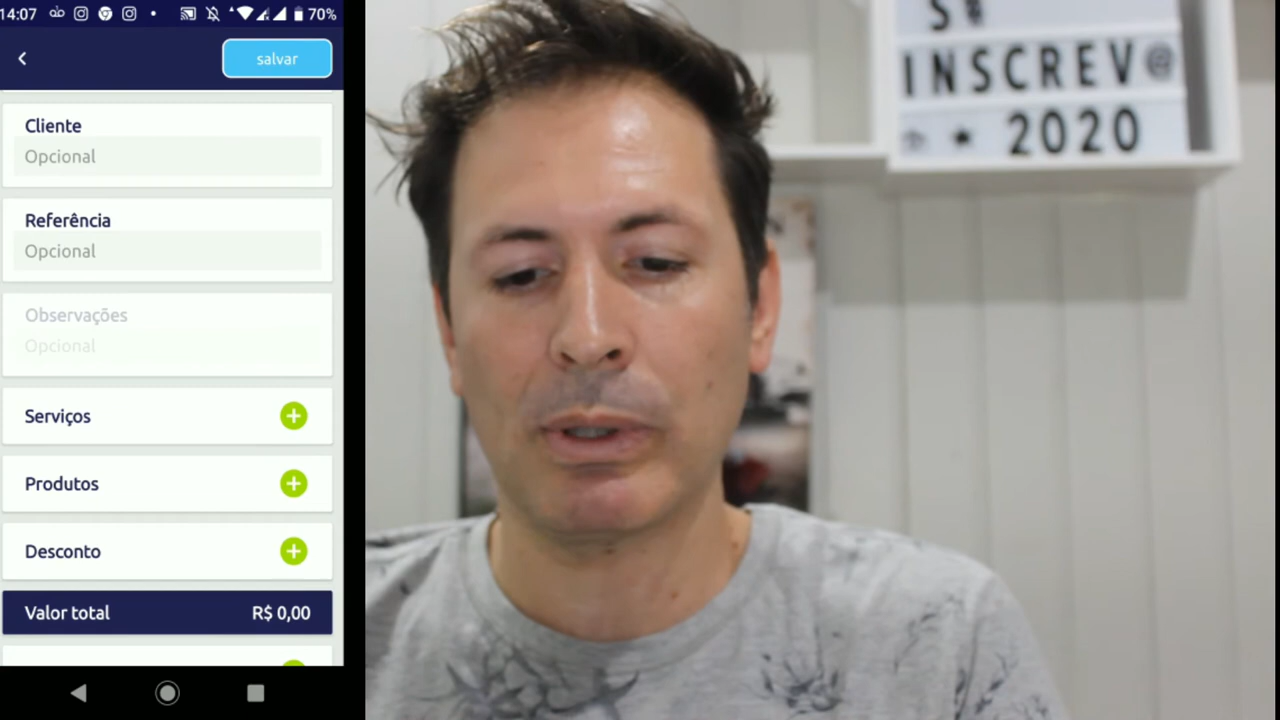 14:07
70%
salvar
Cliente
Opcional
Referência
Opcional
Observações
Opcional
Serviços
Produtos
Desconto
Valor total R$ 0,00
INSCREV@
2020